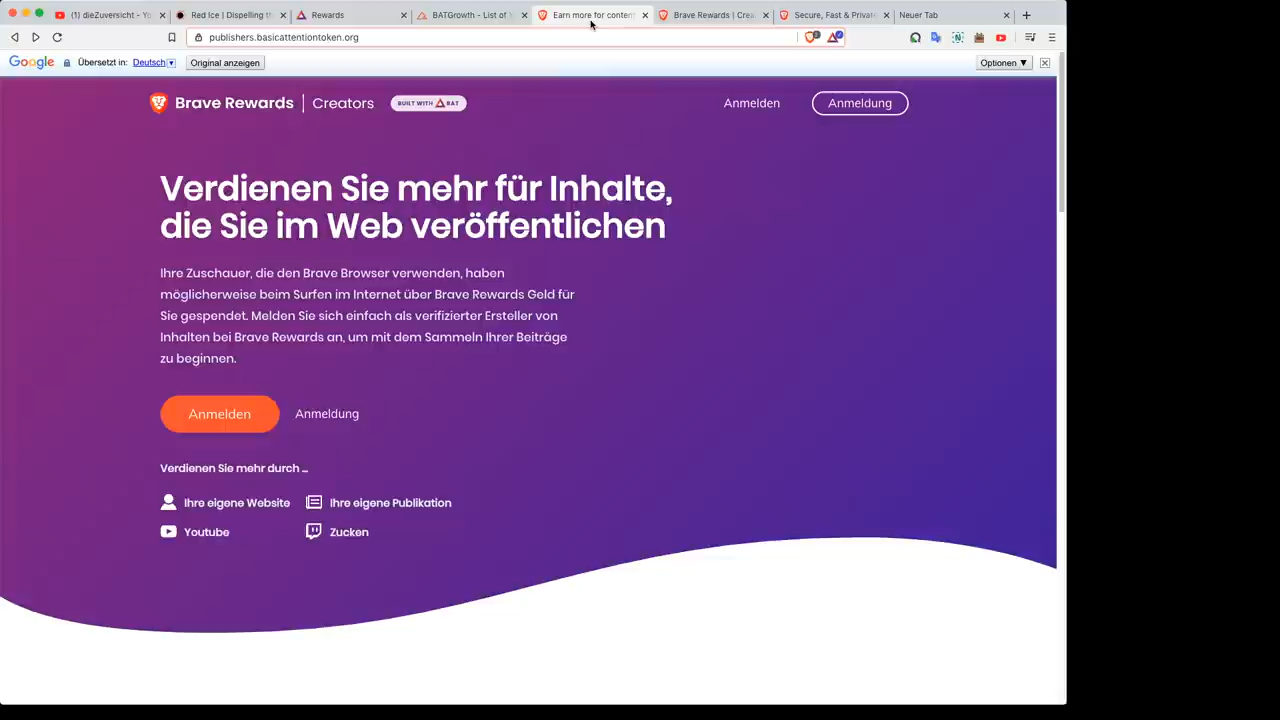 (1) dieZuversicht - Yo
Red Ice | Dispelling th
Rewards
BATGrowth - List of
Earn more for conten
Brave Rewards | Crea
Secure, Fast & Private
Neuer Tab
publishers.basicattentiontoken.org
Google
Übersetzt in: Deutsch
Original anzeigen
Optionen ▼
Brave Rewards | Creators
BUILT WITH BAT
Anmelden
Anmeldung
Verdienen Sie mehr für Inhalte,
die Sie im Web veröffentlichen
Ihre Zuschauer, die den Brave Browser verwenden, haben
möglicherweise beim Surfen im Internet über Brave Rewards Geld für
Sie gespendet. Melden Sie sich einfach als verifizierter Ersteller von
Inhalten bei Brave Rewards an, um mit dem Sammeln Ihrer Beiträge
zu beginnen.
Anmelden
Anmeldung
Verdienen Sie mehr durch ...
Ihre eigene Website
Ihre eigene Publikation
Youtube
Zucken